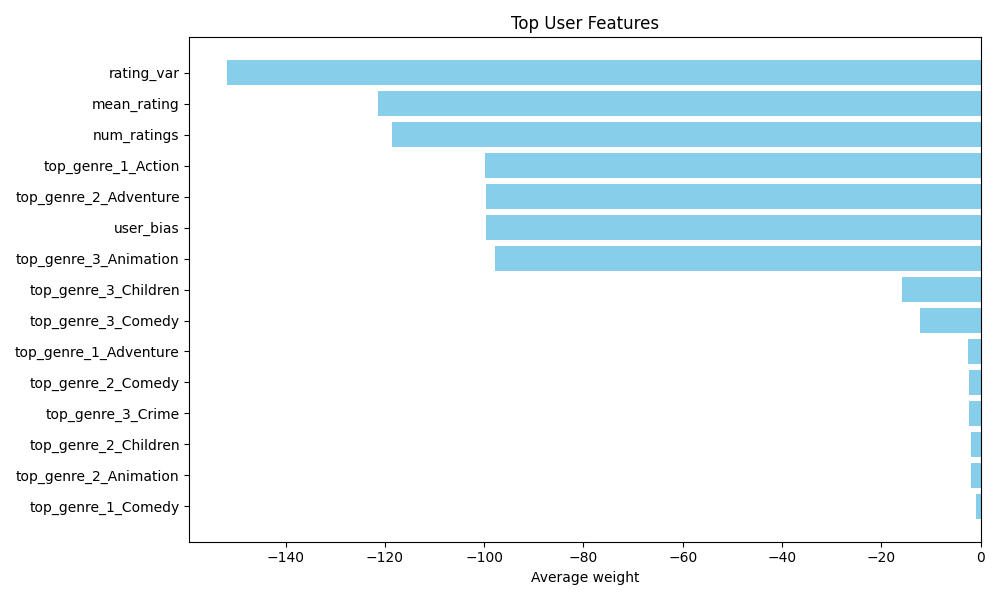 Top User Features
rating_var
mean_rating
num_ratings
top_genre_1_Action
top_genre_2_Adventure
user_bias
top_genre_3_Animation
top_genre_3_Children
top_genre_3_Comedy
top_genre_1_Adventure
top_genre_2_Comedy
top_genre_3_Crime
top_genre_2_Children
top_genre_2_Animation
top_genre_1_Comedy
−140 −120 −100 −80 −60 −40 −20 0
Average weight